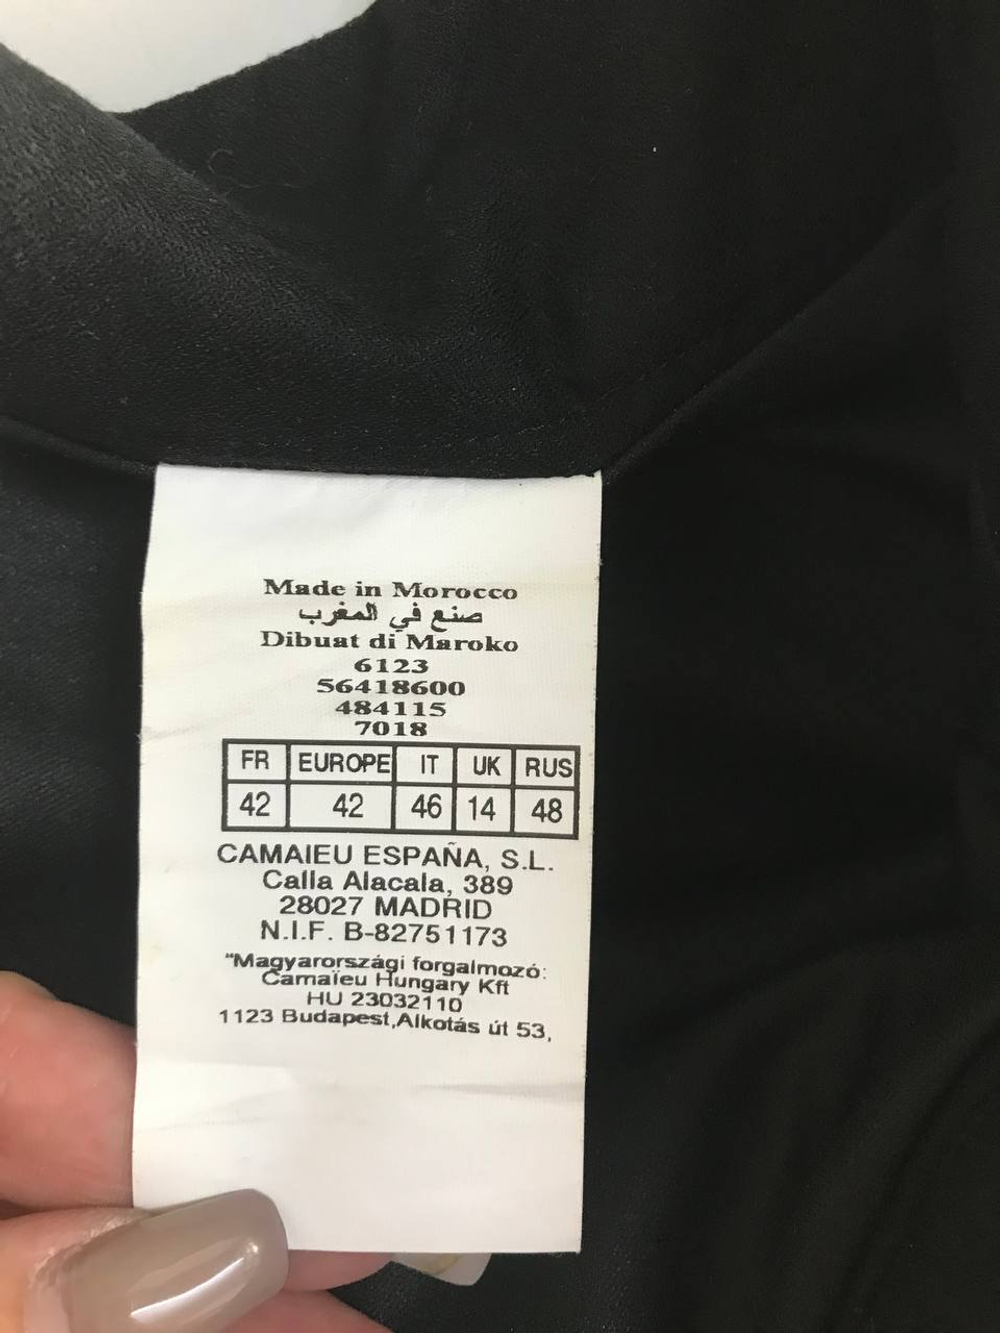 Made in Morocco
صنع في المغرب
Dibuat di Maroko
6123
56418600
484115
7018
FR EUROPE IT UK RUS
42 42 46 14 48
CAMAIEU ESPAÑA, S.L.
Calla Alacala, 389
28027 MADRID
N.I.F. B-82751173
"Magyarországi forgalmozó:
Camaïeu Hungary Kft
HU 23032110
1123 Budapest,Alkotás út 53,